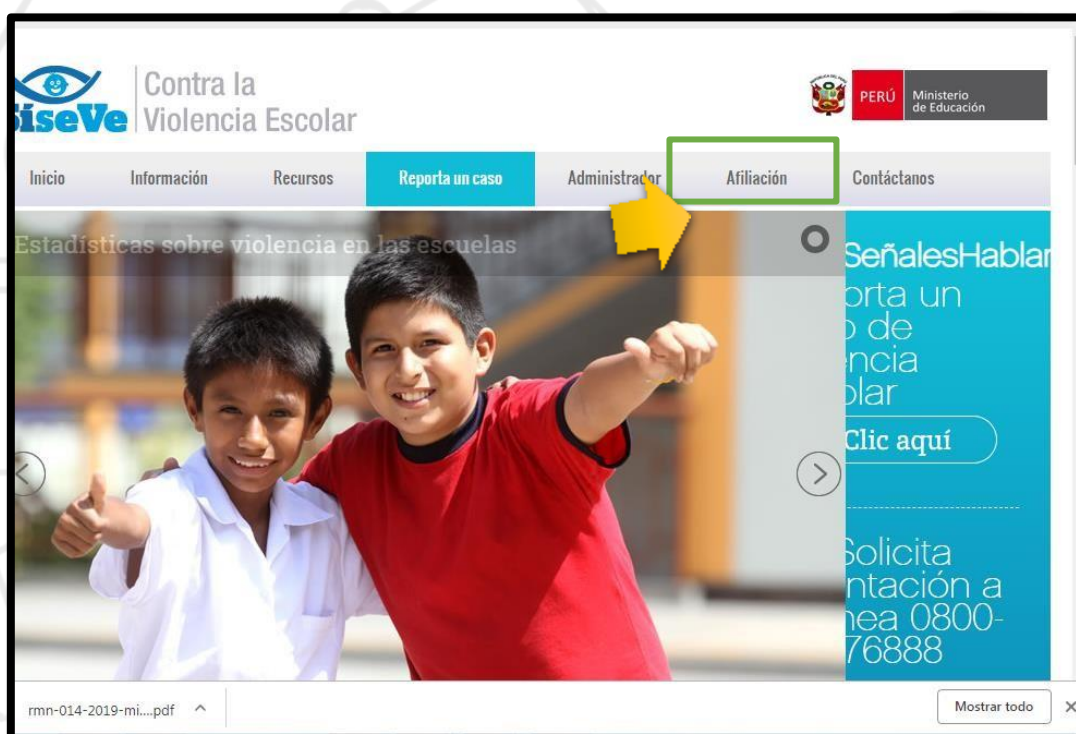 SíseVe
Contra la
Violencia Escolar
PERÚ
Ministerio
de Educación
Inicio
Información
Recursos
Reporta un caso
Administrador
Afiliación
Contáctanos
Estadísticas sobre violencia en las escuelas
SeñalesHablan
orta un
o de
encia
olar
Clic aquí
Solicita
ntación a
nea 0800-
76888
rmn-014-2019-mi....pdf
Mostrar todo